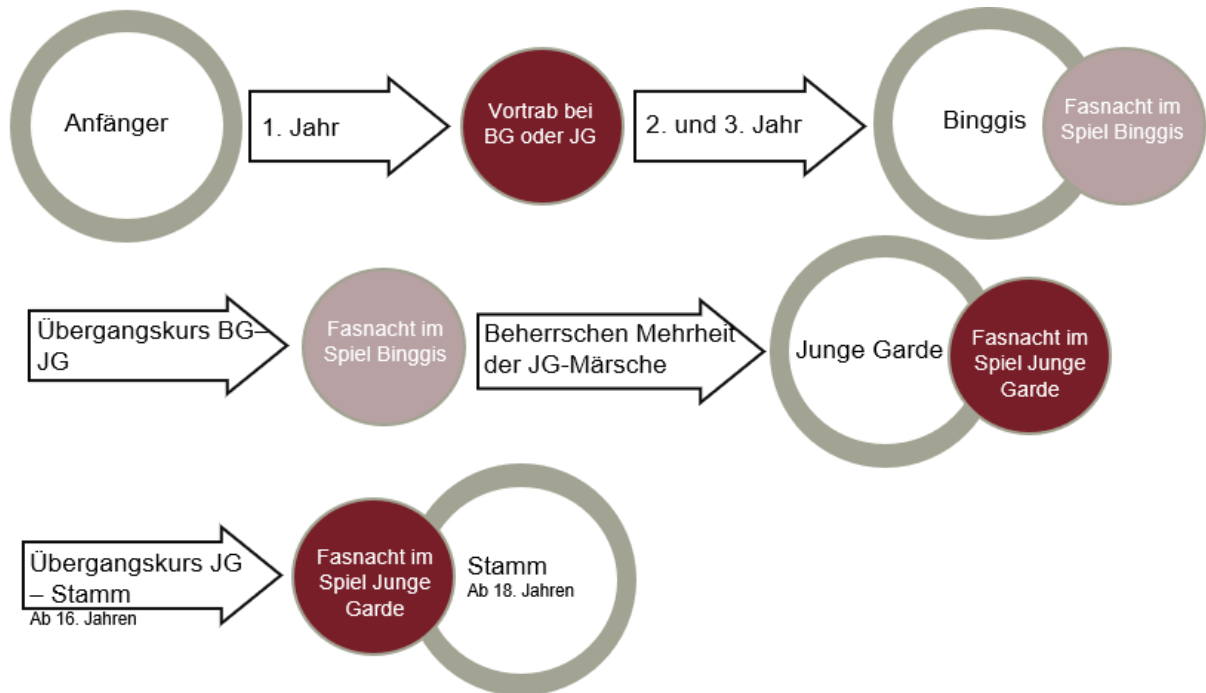 Anfänger
1. Jahr
Vortrab bei
BG oder JG
2. und 3. Jahr
Binggis
Fasnacht im
Spiel Binggis
Übergangskurs BG–
JG
Fasnacht im
Spiel Binggis
Beherrschen Mehrheit
der JG-Märsche
Junge Garde
Fasnacht im
Spiel Junge
Garde
Übergangskurs JG
– Stamm
Ab 16. Jahren
Fasnacht im
Spiel Junge
Garde
Stamm
Ab 18. Jahren